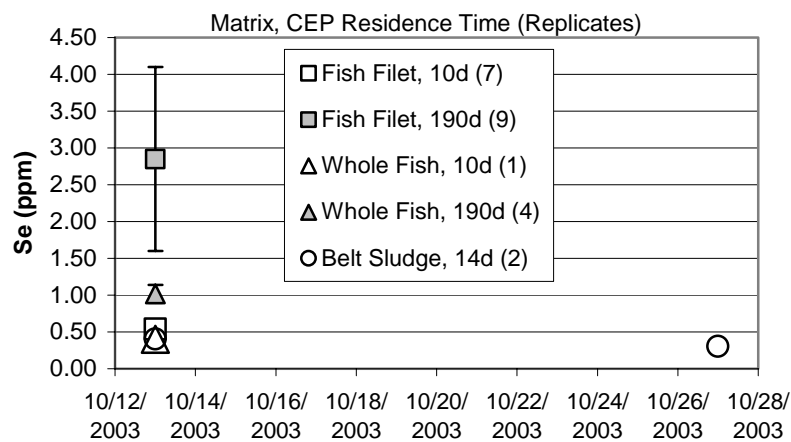 Matrix, CEP Residence Time (Replicates)
Se (ppm)
4.50
4.00
3.50
3.00
2.50
2.00
1.50
1.00
0.50
0.00
Fish Filet, 10d (7)
Fish Filet, 190d (9)
Whole Fish, 10d (1)
Whole Fish, 190d (4)
Belt Sludge, 14d (2)
10/12/ 10/14/ 10/16/ 10/18/ 10/20/ 10/22/ 10/24/ 10/26/ 10/28/
2003 2003 2003 2003 2003 2003 2003 2003 2003